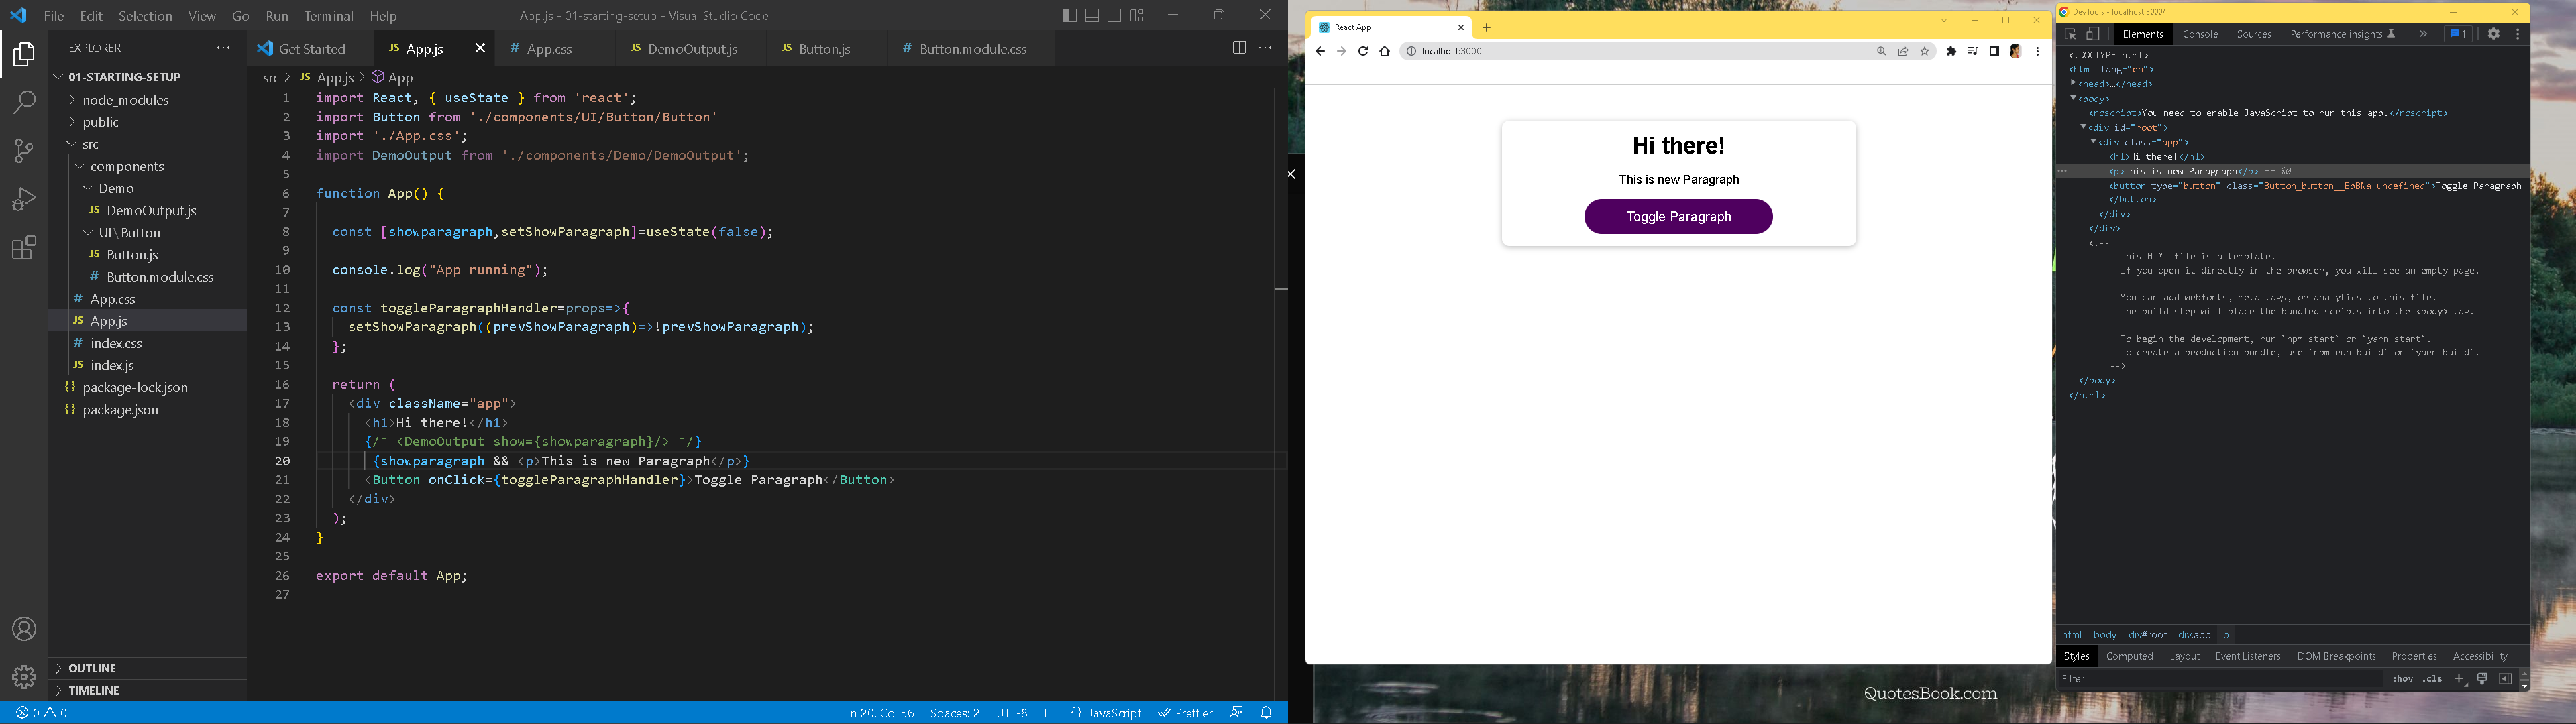 File Edit Selection View Go Run Terminal Help
App.js - 01-starting-setup - Visual Studio Code
EXPLORER
01-STARTING-SETUP
node_modules
public
src
components
Demo
JS DemoOutput.js
UI\Button
JS Button.js
# Button.module.css
# App.css
JS App.js
# index.css
JS index.js
{} package-lock.json
{} package.json
OUTLINE
TIMELINE
Get Started
JS App.js
# App.css
JS DemoOutput.js
JS Button.js
# Button.module.css
src > JS App.js > App
1 import React, { useState } from 'react';
2 import Button from './components/UI/Button/Button'
3 import './App.css';
4 import DemoOutput from './components/Demo/DemoOutput';
5
6 function App() {
7
8 const [showparagraph,setShowParagraph]=useState(false);
9
10 console.log("App running");
11
12 const toggleParagraphHandler=props=>{
13 setShowParagraph((prevShowParagraph)=>!prevShowParagraph);
14 };
15
16 return (
17 <div className="app">
18 <h1>Hi there!</h1>
19 {/* <DemoOutput show={showparagraph}/> */}
20 {showparagraph && <p>This is new Paragraph</p>}
21 <Button onClick={toggleParagraphHandler}>Toggle Paragraph</Button>
22 </div>
23 );
24 }
25
26 export default App;
27
0 0
Ln 20, Col 56 Spaces: 2 UTF-8 LF {} JavaScript Prettier
React App
localhost:3000
Hi there!
This is new Paragraph
Toggle Paragraph
QuotesBook.com
DevTools - localhost:3000/
Elements Console Sources Performance insights 1
<!DOCTYPE html>
<html lang="en">
<head>…</head>
<body>
<noscript>You need to enable JavaScript to run this app.</noscript>
<div id="root">
<div class="app">
<h1>Hi there!</h1>
<p>This is new Paragraph</p> == $0
<button type="button" class="Button_button__EbBNa undefined">Toggle Paragraph
</button>
</div>
</div>
<!--
This HTML file is a template.
If you open it directly in the browser, you will see an empty page.
You can add webfonts, meta tags, or analytics to this file.
The build step will place the bundled scripts into the <body> tag.
To begin the development, run `npm start` or `yarn start`.
To create a production bundle, use `npm run build` or `yarn build`.
-->
</body>
</html>
html body div#root div.app p
Styles Computed Layout Event Listeners DOM Breakpoints Properties Accessibility
Filter :hov .cls